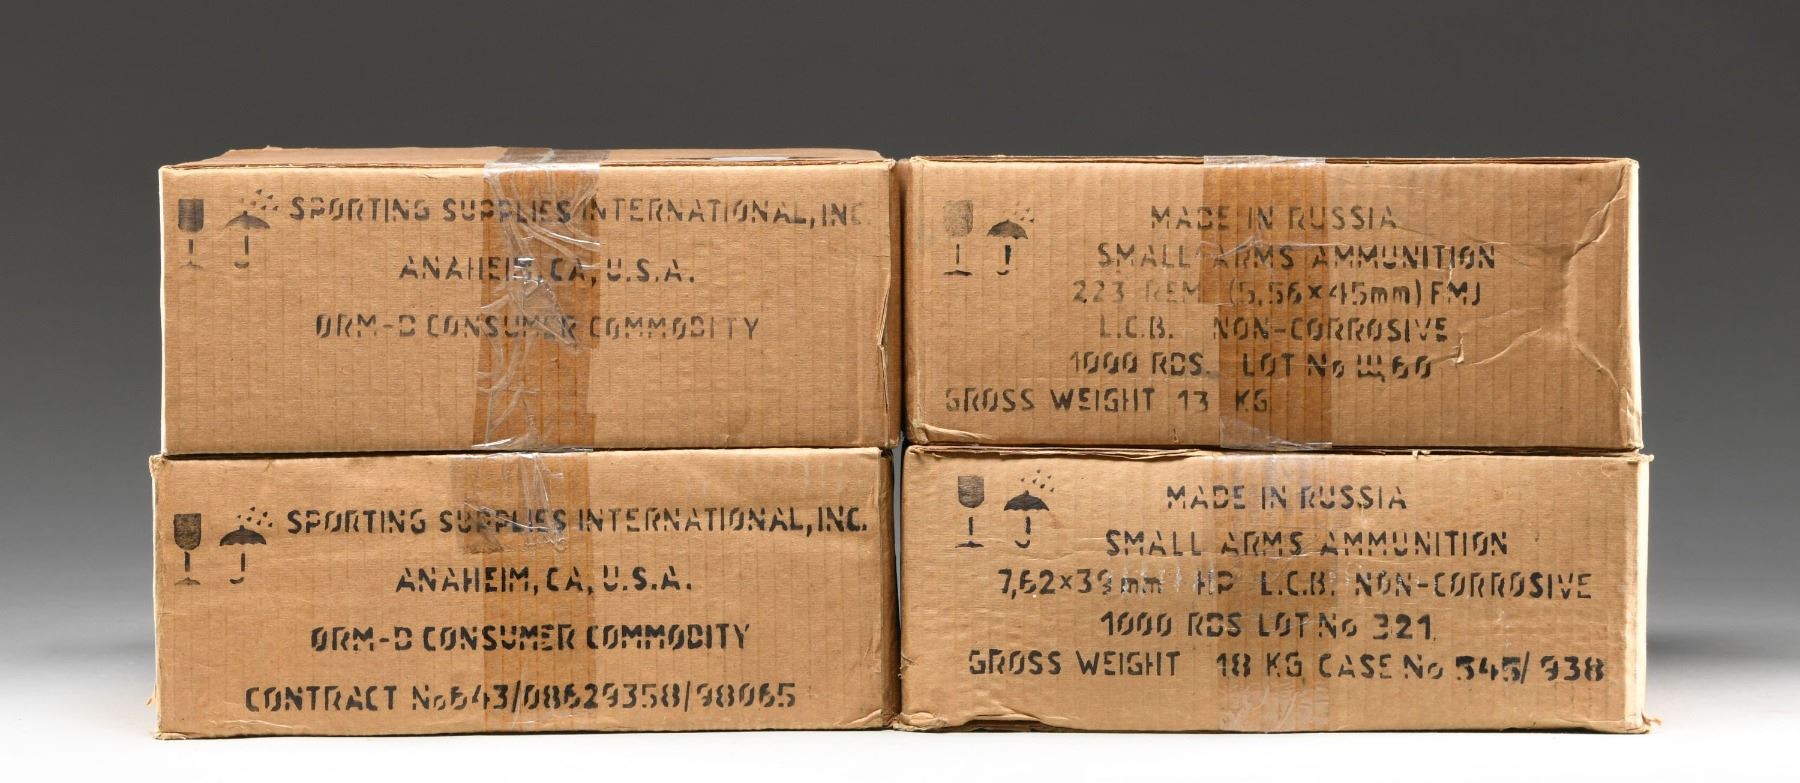 SPORTING SUPPLIES INTERNATIONAL, INC.
ANAHEIM, CA, U.S.A.
ORM-D CONSUMER COMMODITY
MADE IN RUSSIA
SMALL ARMS AMMUNITION
223 REM (5,56×45mm) FMJ
L.C.B. NON-CORROSIVE
1000 RDS. LOT No Щ60
GROSS WEIGHT 13 KG
SPORTING SUPPLIES INTERNATIONAL, INC.
ANAHEIM, CA, U.S.A.
ORM-D CONSUMER COMMODITY
CONTRACT No643/08629358/98065
MADE IN RUSSIA
SMALL ARMS AMMUNITION
7,62×39mm HP L.C.B. NON-CORROSIVE
1000 RDS LOT No 321
GROSS WEIGHT 18 KG CASE No 545/938